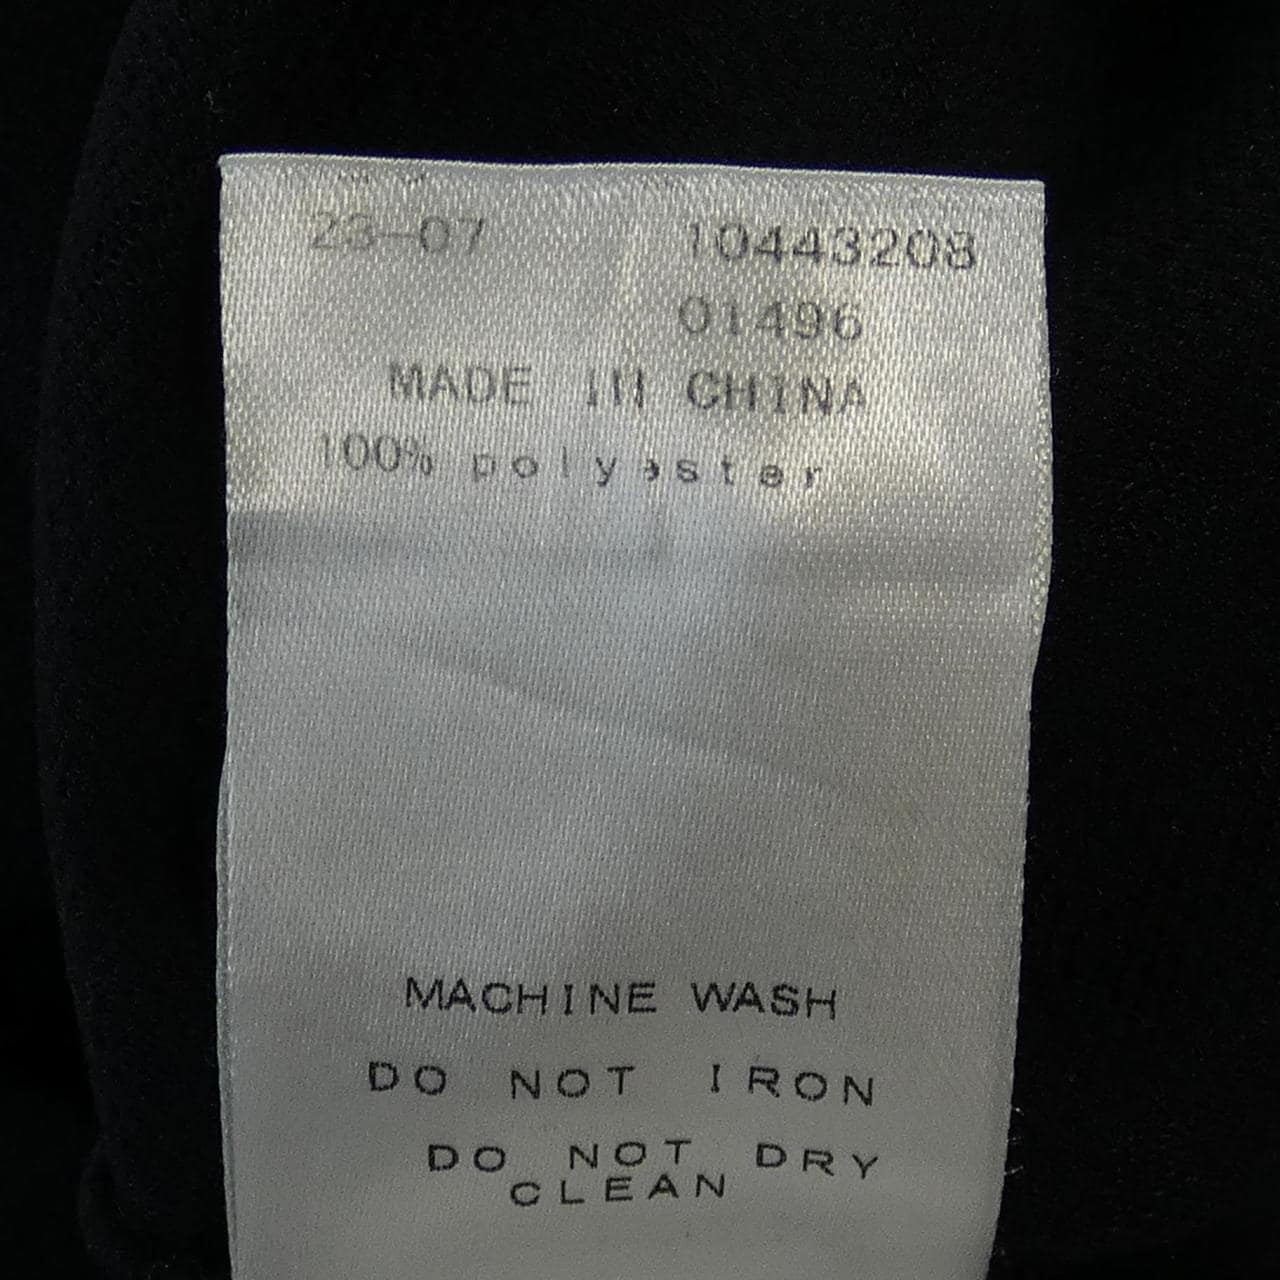 23-07 10443208
01496
MADE IN CHINA
100% polyester
MACHINE WASH
DO NOT IRON
DO NOT DRY
CLEAN